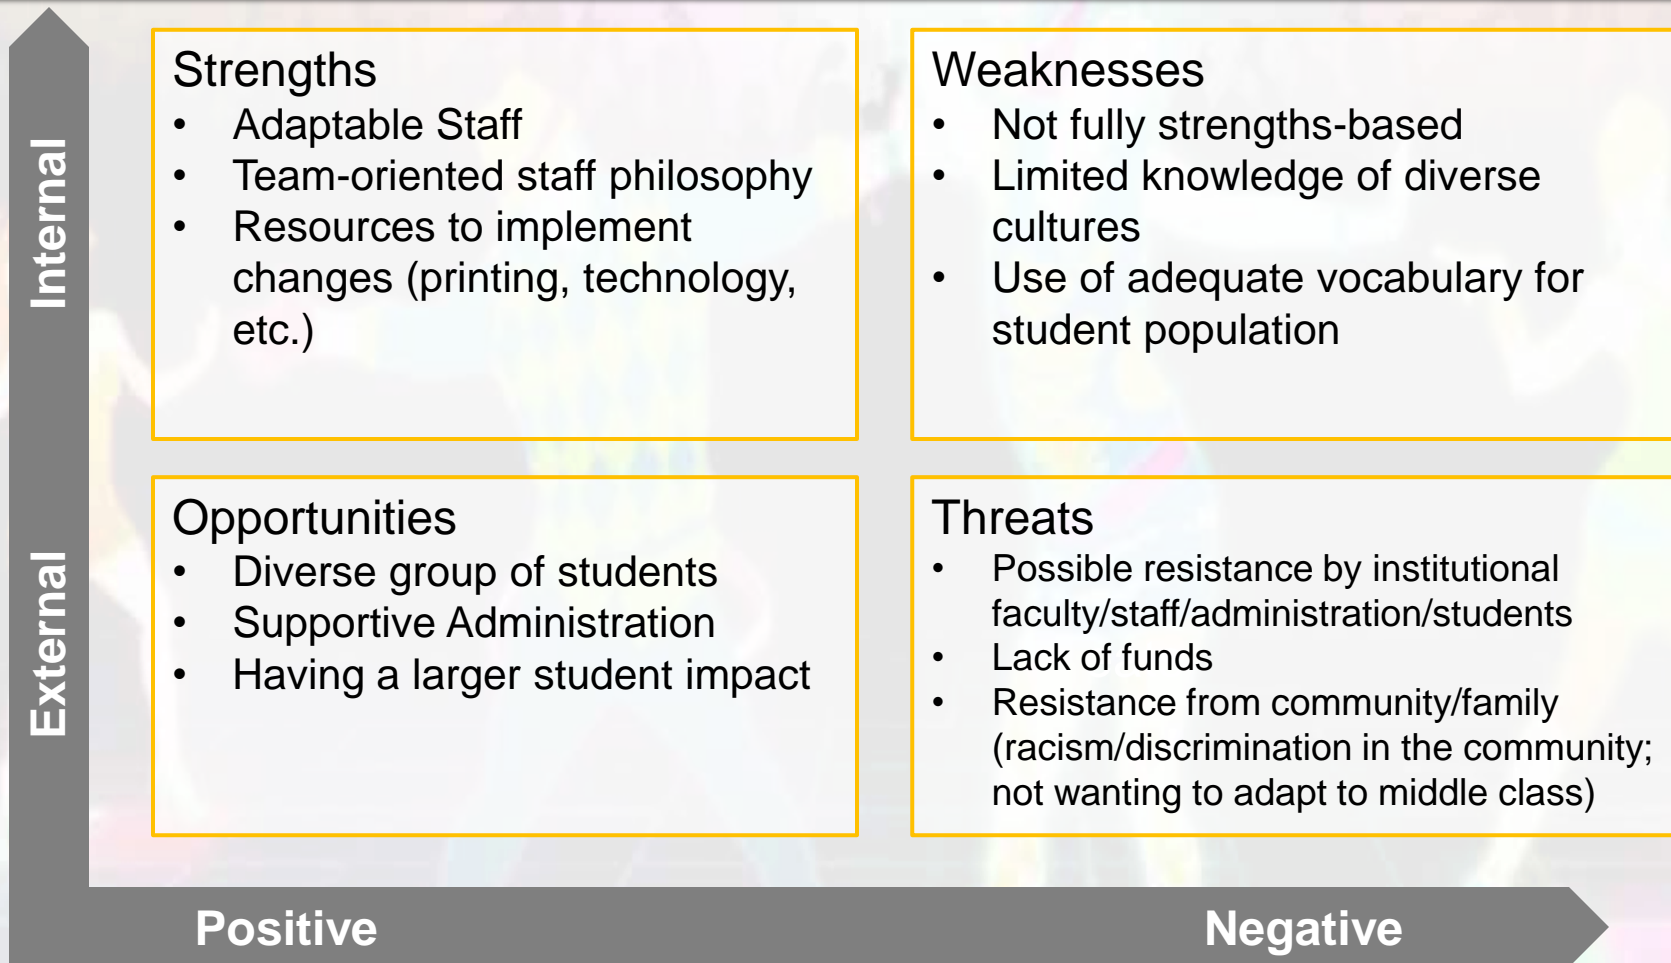 Internal
Strengths
• Adaptable Staff
• Team-oriented staff philosophy
• Resources to implement
changes (printing, technology,
etc.)
Weaknesses
• Not fully strengths-based
• Limited knowledge of diverse
cultures
• Use of adequate vocabulary for
student population
External
Opportunities
• Diverse group of students
• Supportive Administration
• Having a larger student impact
Threats
• Possible resistance by institutional
faculty/staff/administration/students
• Lack of funds
• Resistance from community/family
(racism/discrimination in the community;
not wanting to adapt to middle class)
Positive
Negative